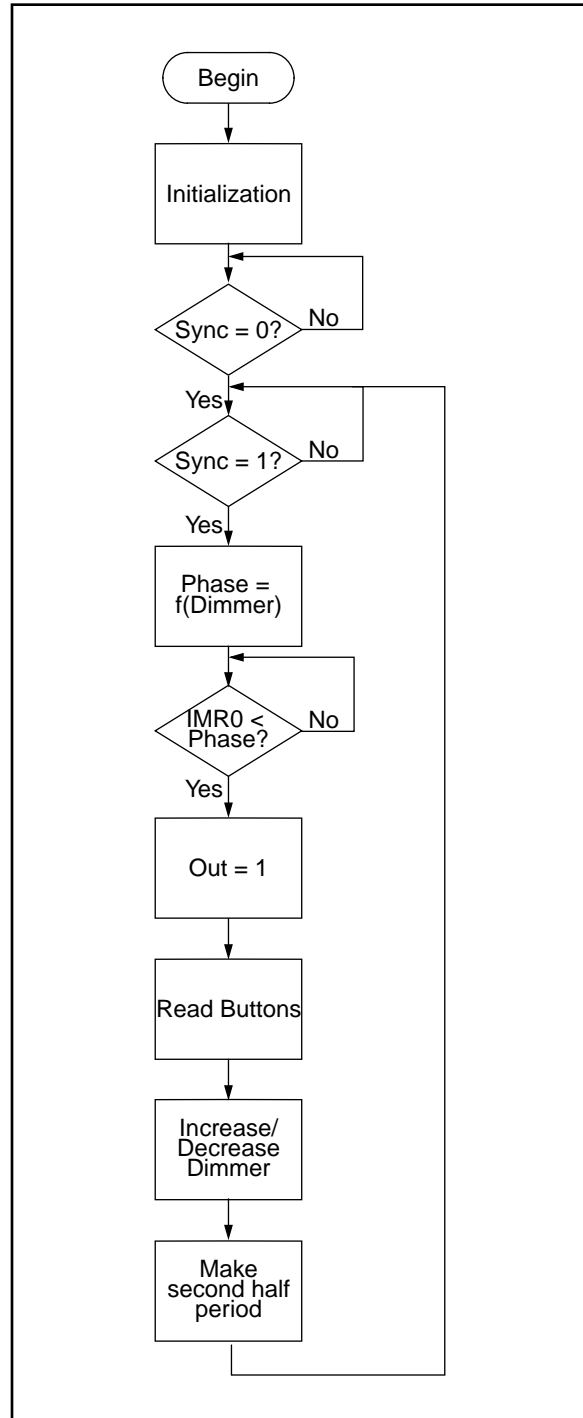 Begin
Initialization
Sync = 0?
No
Yes
Sync = 1?
No
Yes
Phase =
f(Dimmer)
IMR0 <
Phase?
No
Yes
Out = 1
Read Buttons
Increase/
Decrease
Dimmer
Make
second half
period